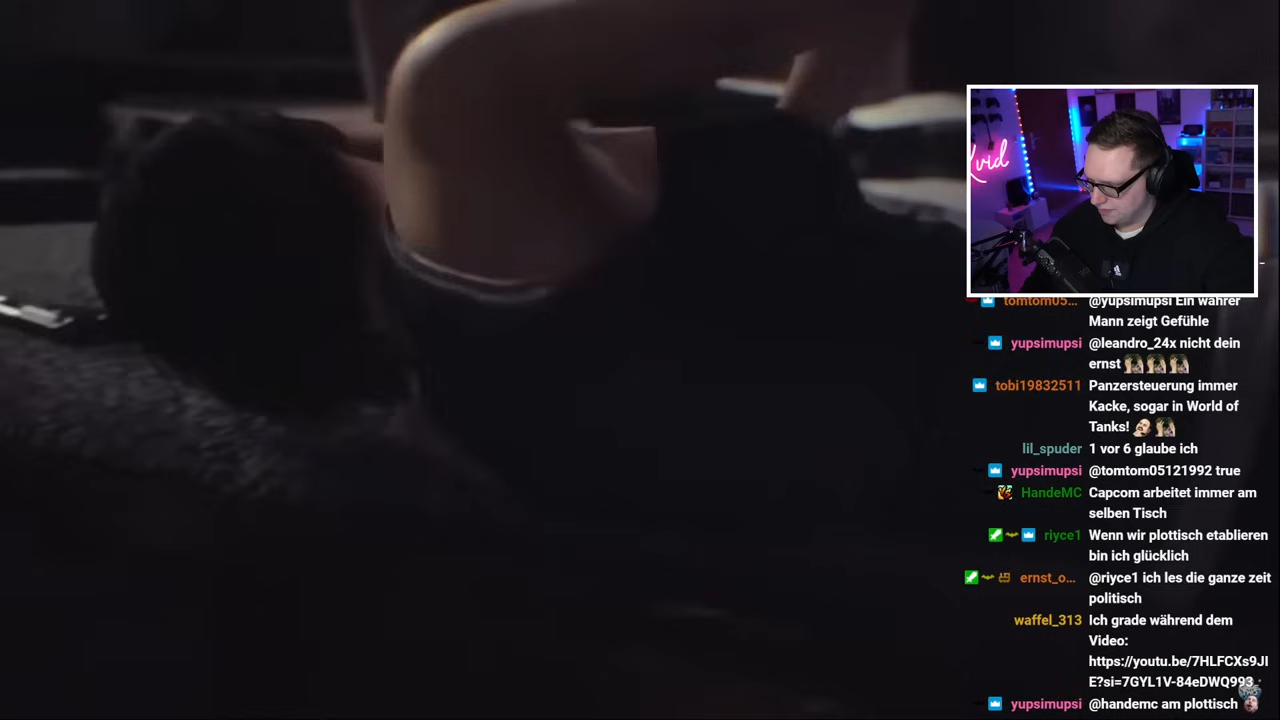 Kvid
tomtom05… @yupsimupsi Ein wahrer
Mann zeigt Gefühle
yupsimupsi @leandro_24x nicht dein
ernst
tobi19832511 Panzersteuerung immer
Kacke, sogar in World of
Tanks!
lil_spuder 1 vor 6 glaube ich
yupsimupsi @tomtom05121992 true
HandeMC Capcom arbeitet immer am
selben Tisch
riyce1 Wenn wir plottisch etablieren
bin ich glücklich
ernst_o… @riyce1 ich les die ganze zeit
politisch
waffel_313 Ich grade während dem
Video:
https://youtu.be/7HLFCXs9JI
E?si=7GYL1V-84eDWQ993
yupsimupsi @handemc am plottisch